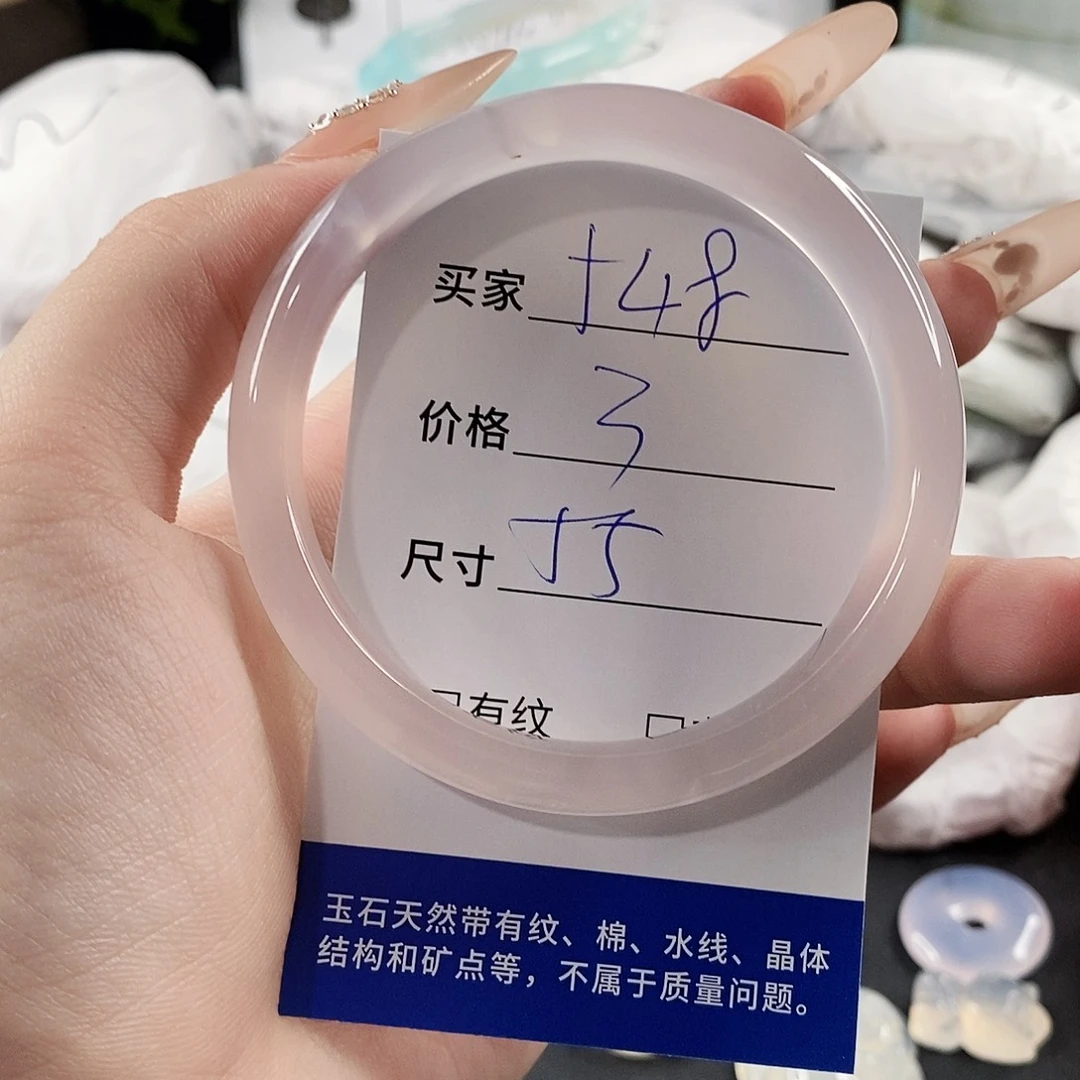 买家 t48
价格 3
尺寸 55
有纹
玉石天然带有纹、棉、水线、晶体
结构和矿点等，不属于质量问题。